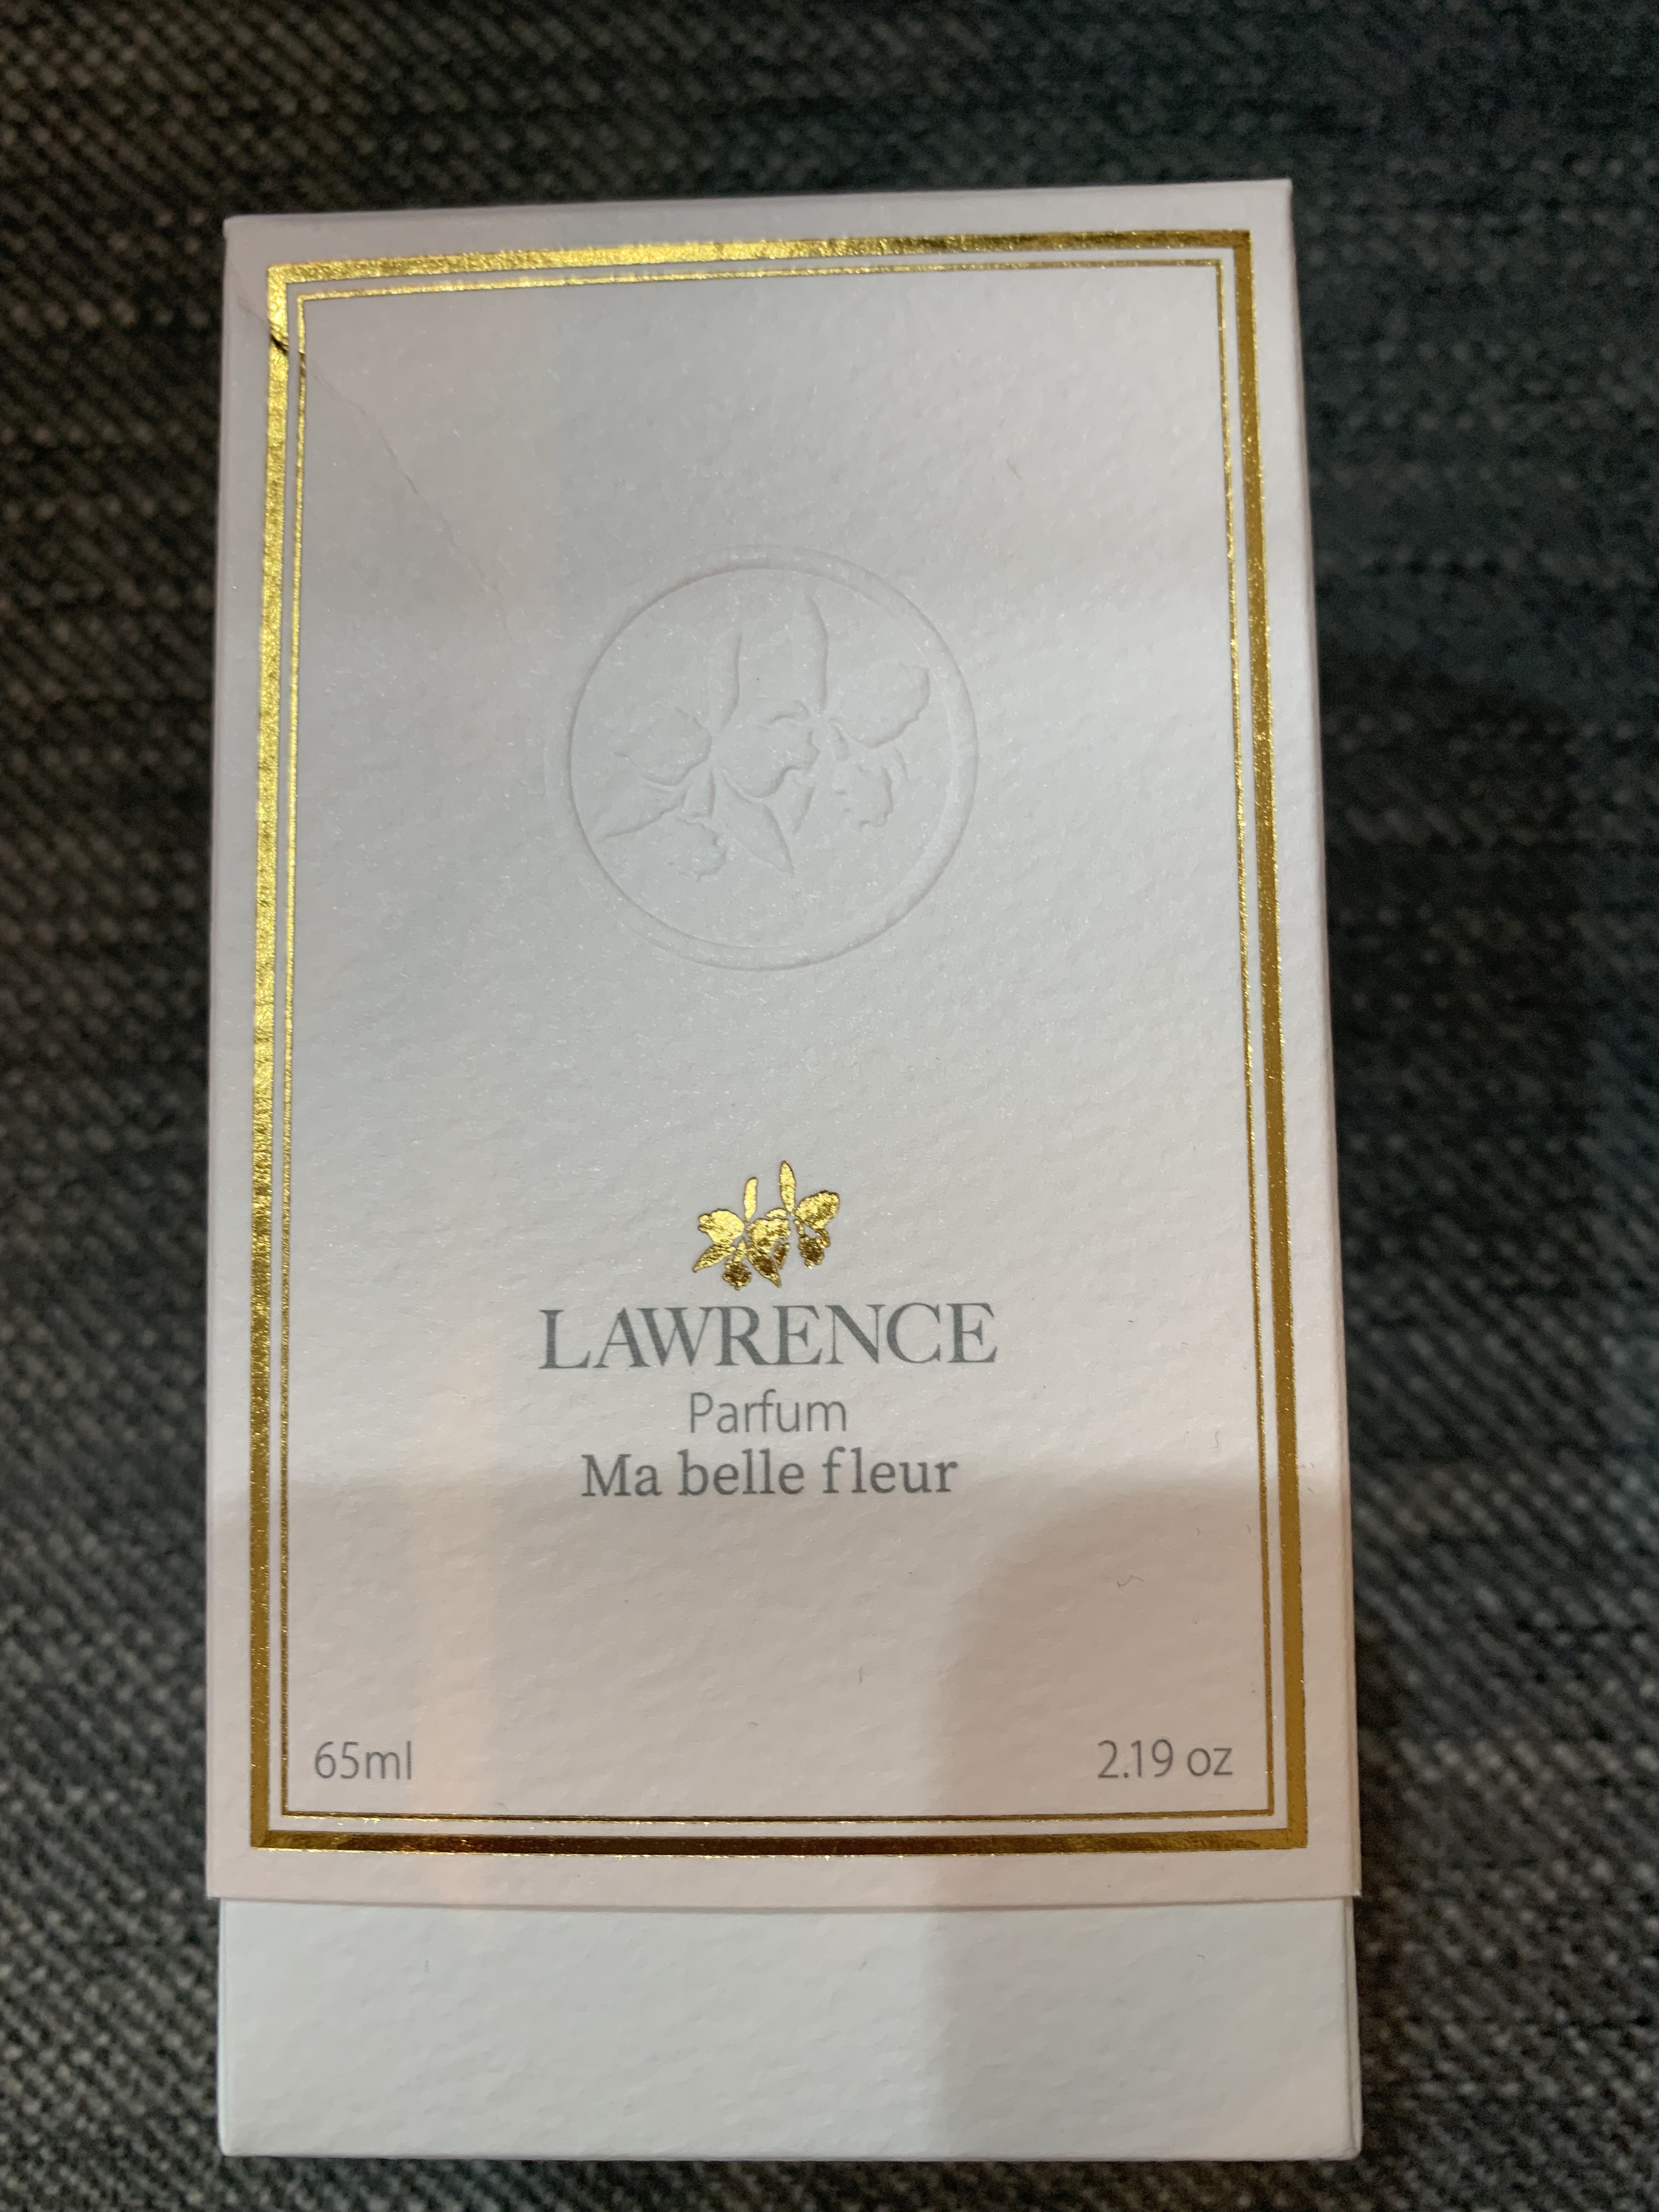 LAWRENCE
Parfum
Ma belle fleur
65ml 2.19 oz